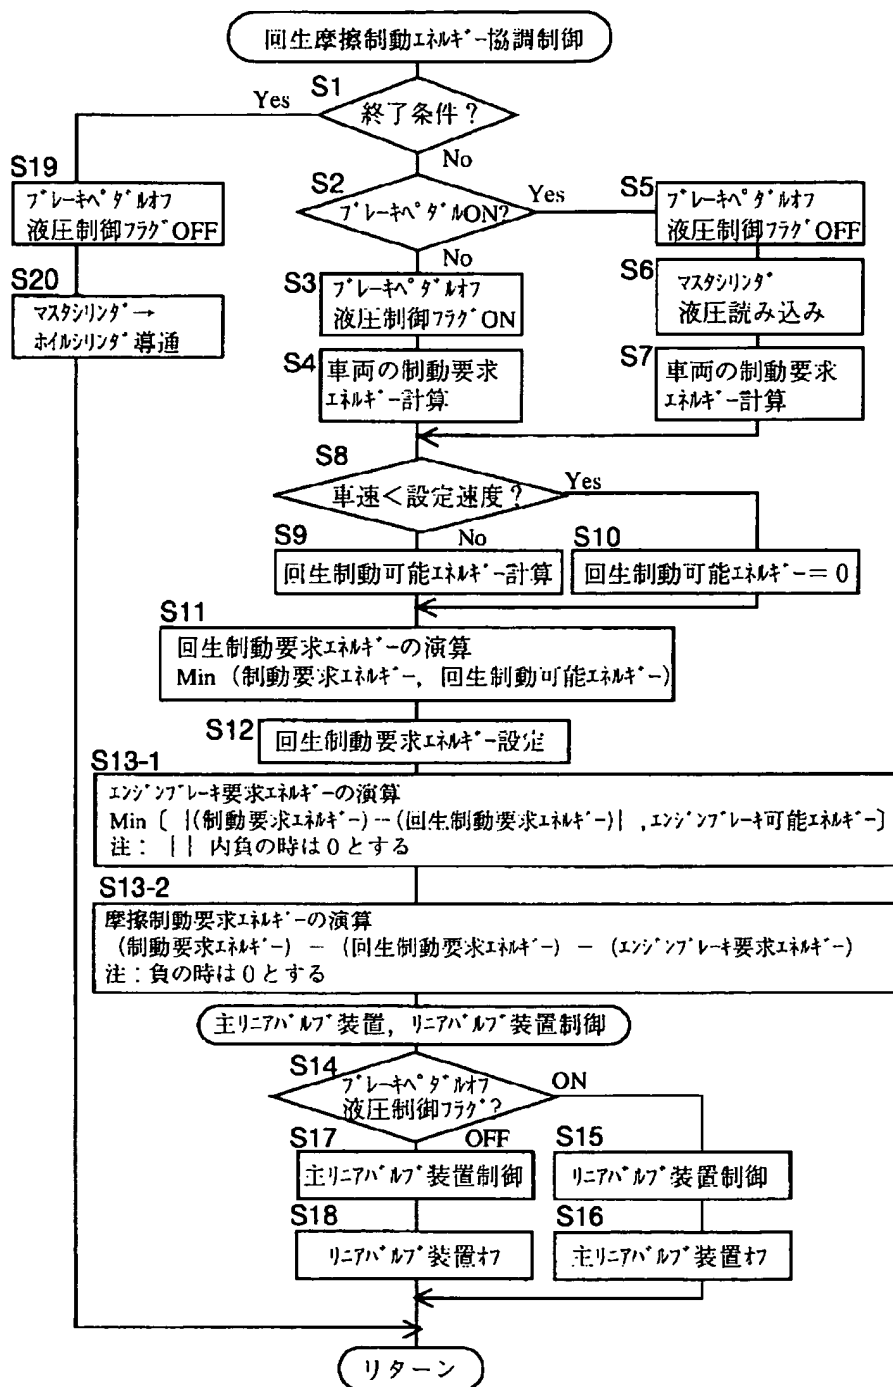 回生摩擦制動エネルギー協調制御
S1
Yes
終了条件?
No
S19
ブレーキペダルオフ
液圧制御フラグOFF
S2
ブレーキペダルON?
Yes
No
S5
ブレーキペダルオフ
液圧制御フラグOFF
S20
マスタシリンダ→
ホイルシリンダ導通
S3
ブレーキペダルオフ
液圧制御フラグON
S6
マスタシリンダ
液圧読み込み
S4
車両の制動要求
エネルギー計算
S7
車両の制動要求
エネルギー計算
S8
車速<設定速度?
Yes
No
S9
回生制動可能エネルギー計算
S10
回生制動可能エネルギー=0
S11
回生制動要求エネルギーの演算
Min (制動要求エネルギー, 回生制動可能エネルギー)
S12
回生制動要求エネルギー設定
S13-1
エンジンブレーキ要求エネルギーの演算
Min〔 |(制動要求エネルギー)-(回生制動要求エネルギー)| ,エンジンブレーキ可能エネルギー〕
注: | | 内負の時は0とする
S13-2
摩擦制動要求エネルギーの演算
(制動要求エネルギー) - (回生制動要求エネルギー) - (エンジンブレーキ要求エネルギー)
注:負の時は0とする
主リニアバルブ装置, リニアバルブ装置制御
S14
ブレーキペダルオフ
液圧制御フラグ?
ON
OFF
S17
主リニアバルブ装置制御
S15
リニアバルブ装置制御
S18
リニアバルブ装置オフ
S16
主リニアバルブ装置オフ
リターン